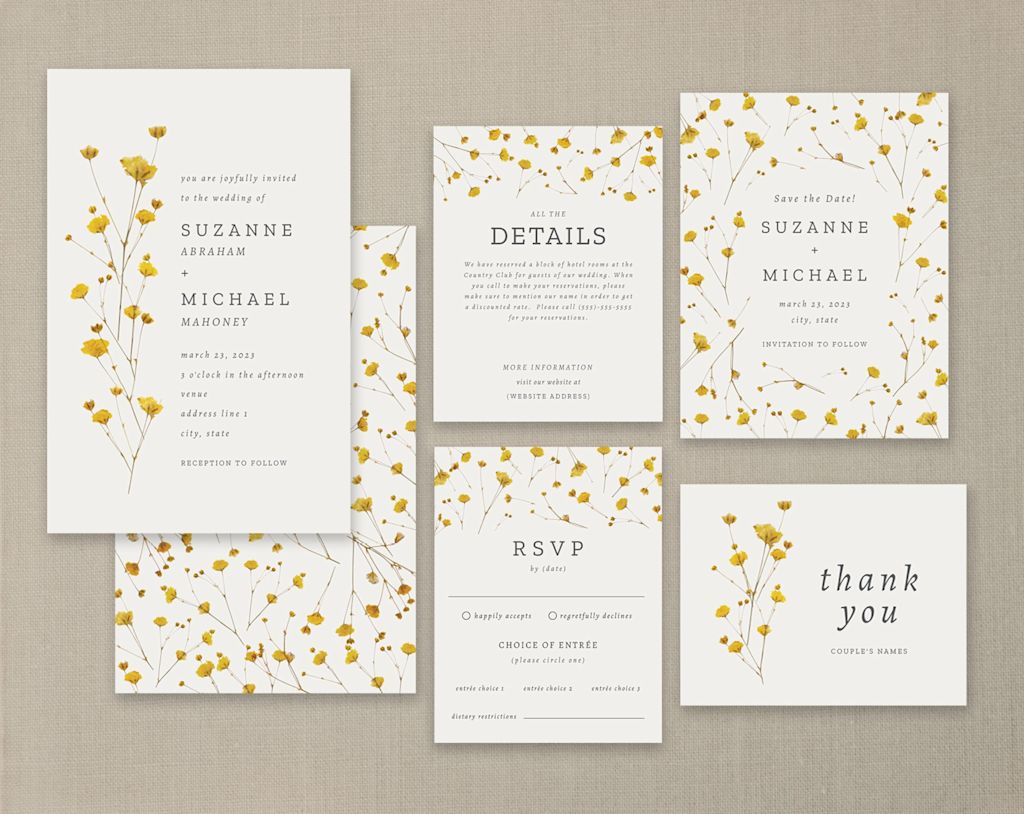 you are joyfully invited
to the wedding of
SUZANNE
ABRAHAM
+
MICHAEL
MAHONEY
march 23, 2023
3 o'clock in the afternoon
venue
address line 1
city, state
RECEPTION TO FOLLOW
ALL THE
DETAILS
We have reserved a block of hotel rooms at the
Country Club for guests of our wedding. When
you call to make your reservations, please
make sure to mention our name in order to get
a discounted rate. Please call (555)-555-5555
for your reservations.
MORE INFORMATION
visit our website at
(WEBSITE ADDRESS)
Save the Date!
SUZANNE
+
MICHAEL
march 23, 2023
city, state
INVITATION TO FOLLOW
RSVP
by (date)
happily accepts regretfully declines
CHOICE OF ENTRÉE
(please circle one)
entrée choice 1 entrée choice 2 entrée choice 3
dietary restrictions
thank
you
COUPLE'S NAMES